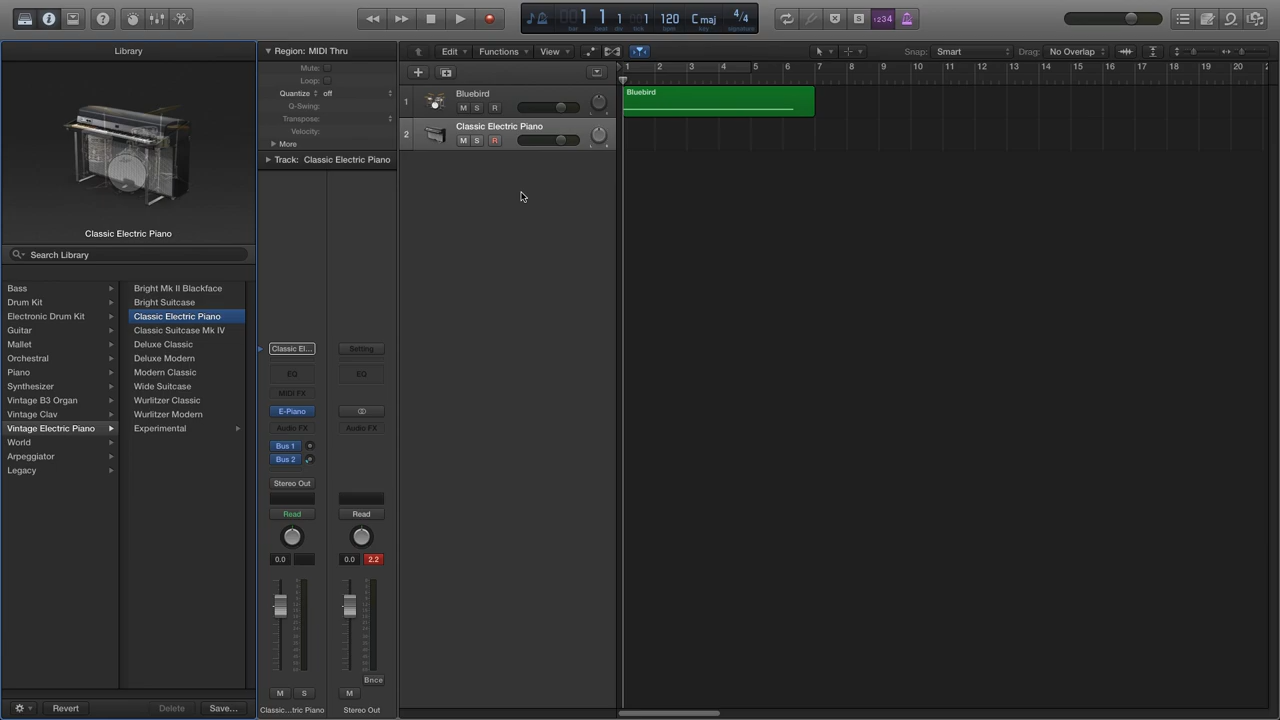 1 1 1 1 120 C maj 4/4
bar beat bpm signature
1234
Library
Region: MIDI Thru
Edit
Functions
View
Snap: Smart
Drag: No Overlap
Mute:
Loop:
Quantize off
Q-Swing:
Transpose:
Velocity:
More
Track: Classic Electric Piano
1 2 3 4 5 6 7 8 9 10 11 12 13 14 15 16 17 18 19 20
1
Bluebird
M S R
Bluebird
2
Classic Electric Piano
M S R
Classic Electric Piano
Search Library
Bass
Drum Kit
Electronic Drum Kit
Guitar
Mallet
Orchestral
Piano
Synthesizer
Vintage B3 Organ
Vintage Clav
Vintage Electric Piano
World
Arpeggiator
Legacy
Bright Mk II Blackface
Bright Suitcase
Classic Electric Piano
Classic Suitcase Mk IV
Deluxe Classic
Deluxe Modern
Modern Classic
Wide Suitcase
Wurlitzer Classic
Wurlitzer Modern
Experimental
Classic El...
Setting
EQ
EQ
MIDI FX
E-Piano
Audio FX
Audio FX
Bus 1
Bus 2
Stereo Out
Read
Read
0.0
0.0 2.2
Bnce
M S
M
Classic...tric Piano
Stereo Out
Revert
Delete
Save...